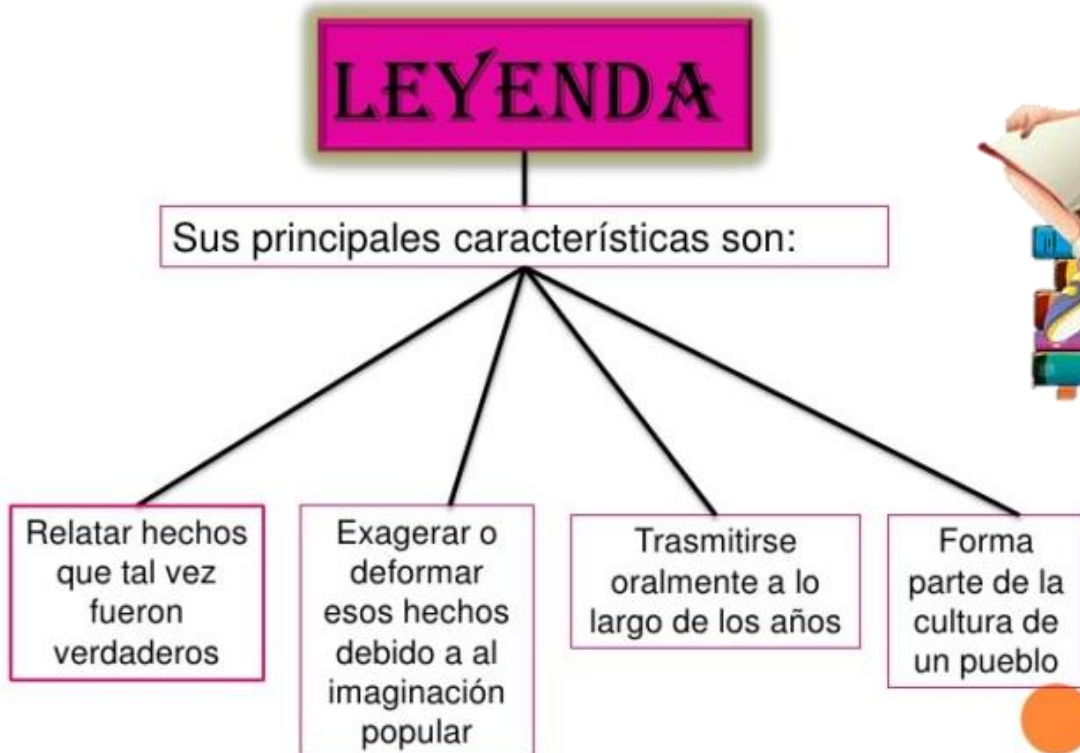 LEYENDA
Sus principales características son:
Relatar hechos
que tal vez
fueron
verdaderos
Exagerar o
deformar
esos hechos
debido a al
imaginación
popular
Trasmitirse
oralmente a lo
largo de los años
Forma
parte de la
cultura de
un pueblo